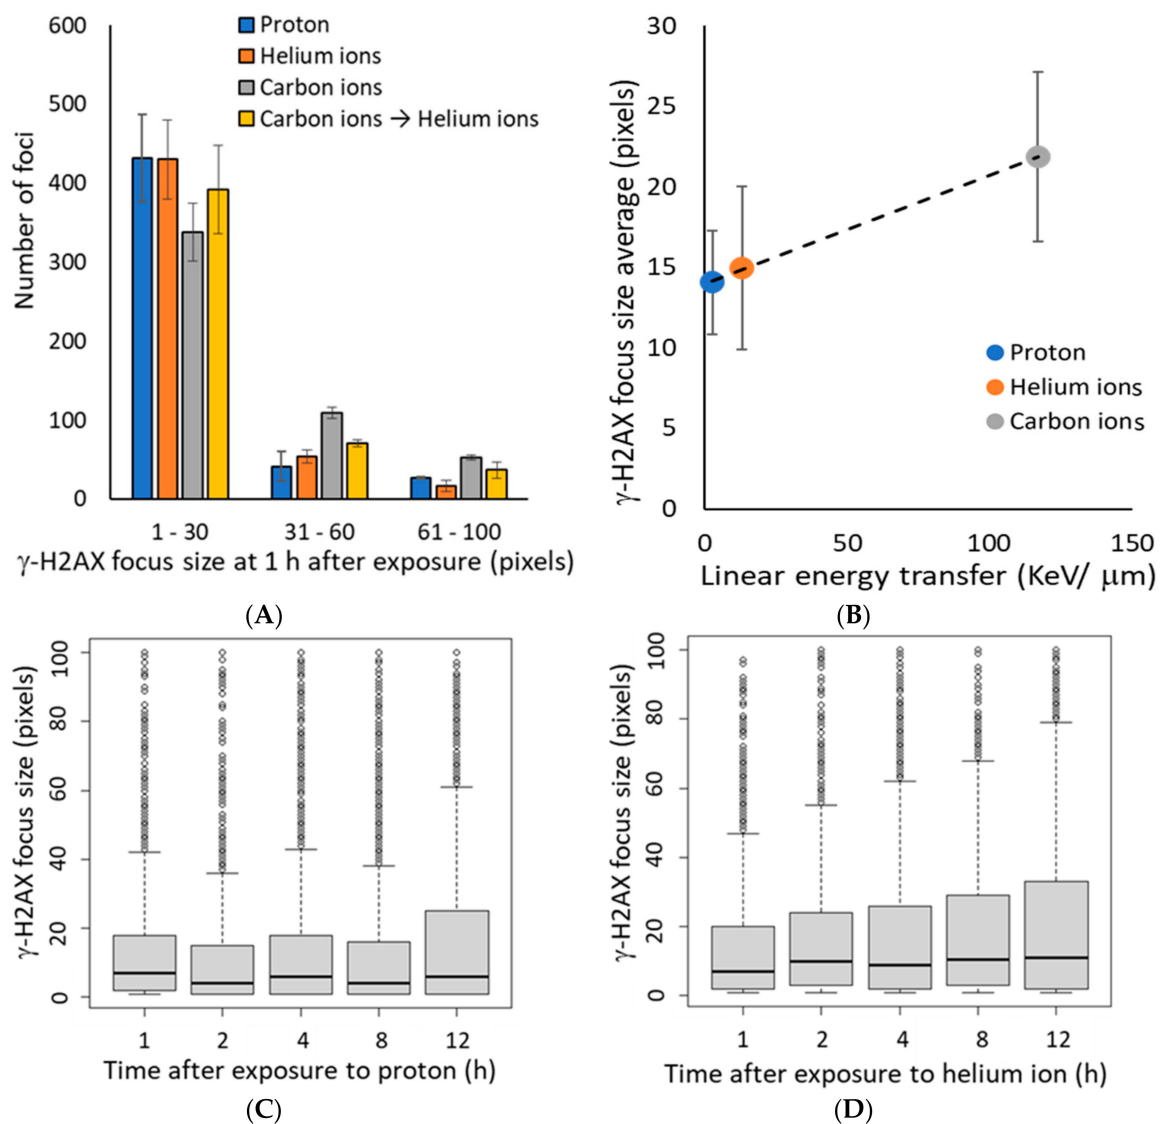 600
500
400
300
200
100
0
Number of foci
Proton
Helium ions
Carbon ions
Carbon ions → Helium ions
1 - 30 31 - 60 61 - 100
γ-H2AX focus size at 1 h after exposure (pixels)
(A)
30
25
20
15
10
5
0
γ-H2AX focus size average (pixels)
Proton
Helium ions
Carbon ions
0 50 100 150
Linear energy transfer (KeV/ μm)
(B)
100
80
60
40
20
0
γ-H2AX focus size (pixels)
1 2 4 8 12
Time after exposure to proton (h)
(C)
100
80
60
40
20
0
γ-H2AX focus size (pixels)
1 2 4 8 12
Time after exposure to helium ion (h)
(D)